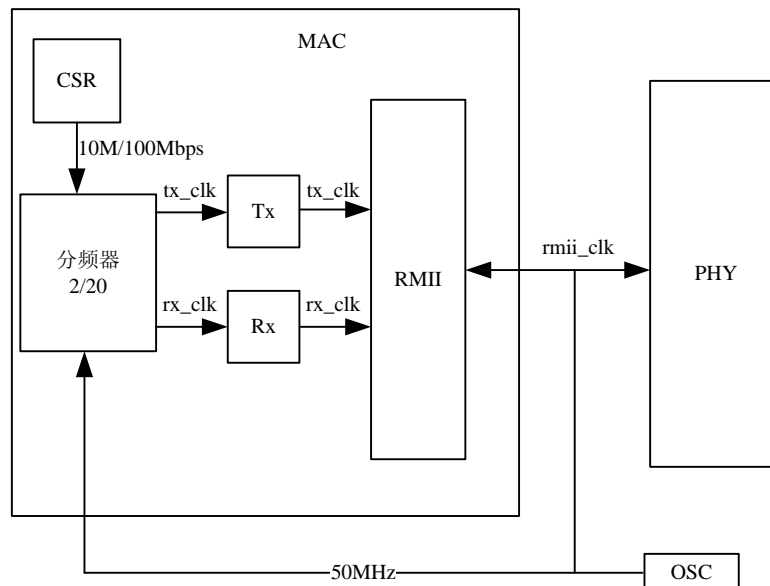 MAC
CSR
10M/100Mbps
tx_clk
Tx
tx_clk
分频器
2/20
rx_clk
Rx
rx_clk
RMII
rmii_clk
PHY
50MHz
OSC